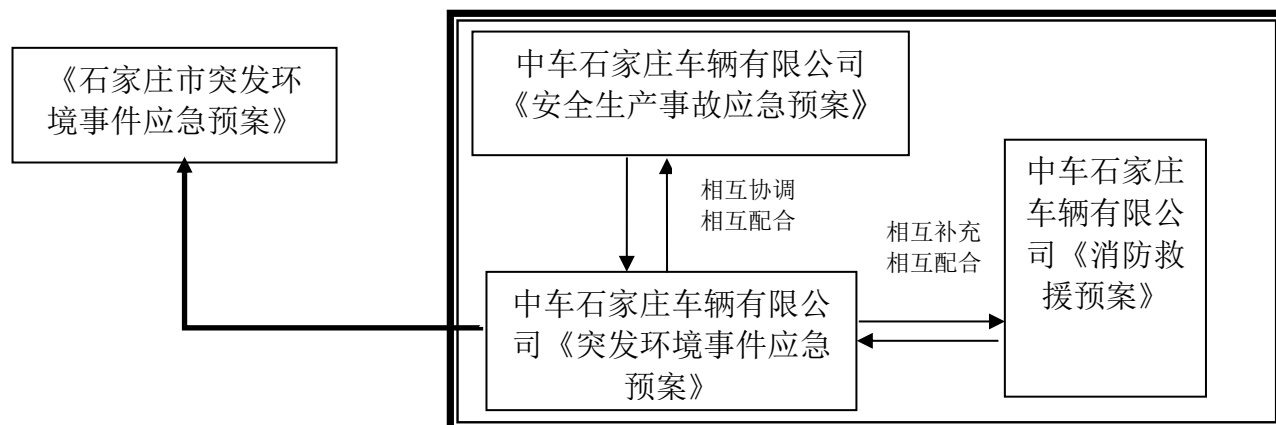 《石家庄市突发环
境事件应急预案》
中车石家庄车辆有限公司
《安全生产事故应急预案》
相互协调
相互配合
中车石家庄
车辆有限公
司《消防救
援预案》
相互补充
相互配合
中车石家庄车辆有限公
司《突发环境事件应急
预案》